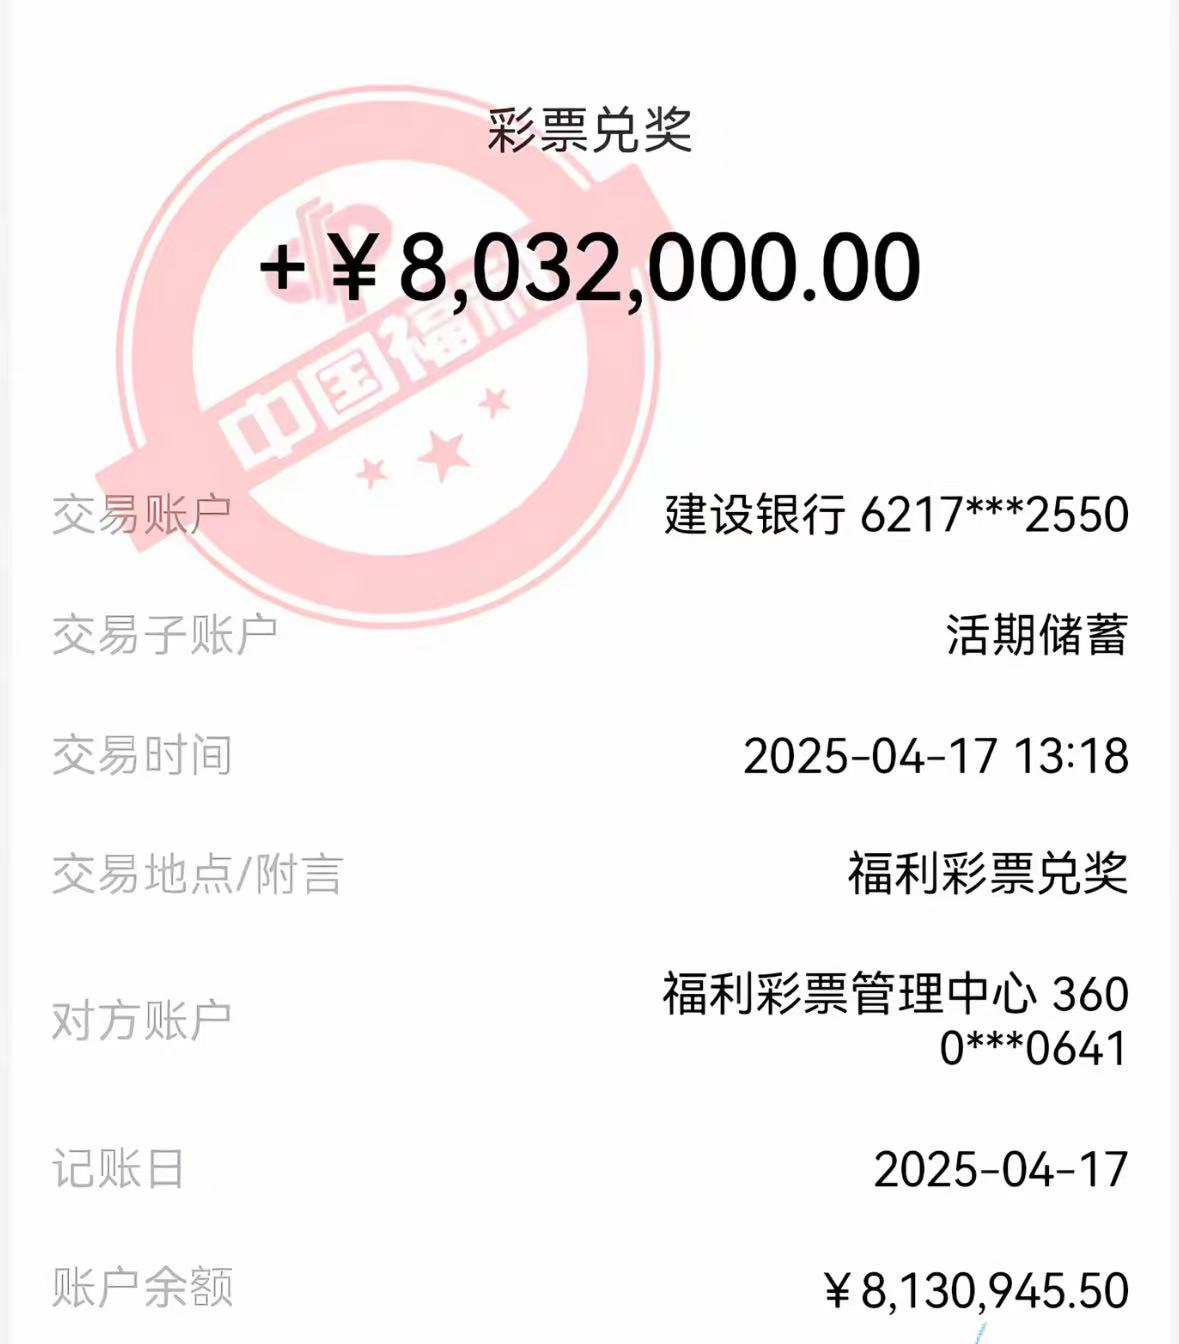 彩票兑奖
+¥8,032,000.00
中国福
交易账户 建设银行 6217***2550
交易子账户 活期储蓄
交易时间 2025-04-17 13:18
交易地点/附言 福利彩票兑奖
对方账户 福利彩票管理中心 360
0***0641
记账日 2025-04-17
账户余额 ¥8,130,945.50